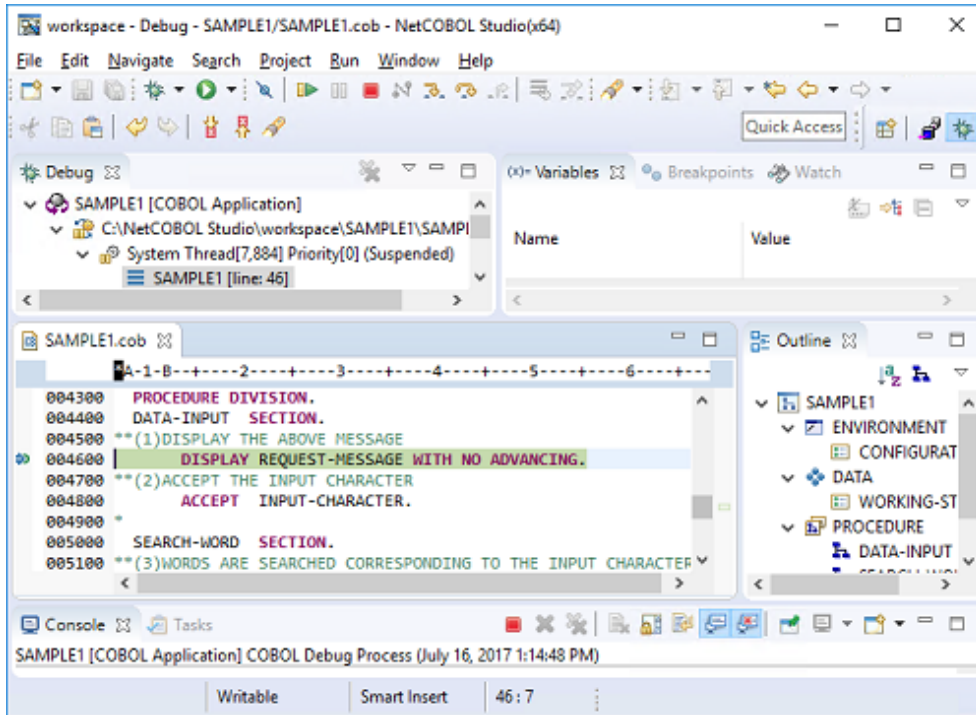 workspace - Debug - SAMPLE1/SAMPLE1.cob - NetCOBOL Studio(x64)
File Edit Navigate Search Project Run Window Help
Quick Access
Debug
SAMPLE1 [COBOL Application]
C:\NetCOBOL Studio\workspace\SAMPLE1\SAMPl
System Thread[7,884] Priority[0] (Suspended)
SAMPLE1 [line: 46]
(x)= Variables Breakpoints Watch
Name Value
SAMPLE1.cob
A-1-B--+----2----+----3----+----4----+----5----+----6----+---
004300 PROCEDURE DIVISION.
004400 DATA-INPUT SECTION.
004500 **(1)DISPLAY THE ABOVE MESSAGE
004600 DISPLAY REQUEST-MESSAGE WITH NO ADVANCING.
004700 **(2)ACCEPT THE INPUT CHARACTER
004800 ACCEPT INPUT-CHARACTER.
004900 *
005000 SEARCH-WORD SECTION.
005100 **(3)WORDS ARE SEARCHED CORRESPONDING TO THE INPUT CHARACTER
Outline
SAMPLE1
ENVIRONMENT
CONFIGURAT
DATA
WORKING-ST
PROCEDURE
DATA-INPUT
Console Tasks
SAMPLE1 [COBOL Application] COBOL Debug Process (July 16, 2017 1:14:48 PM)
Writable Smart Insert 46 : 7